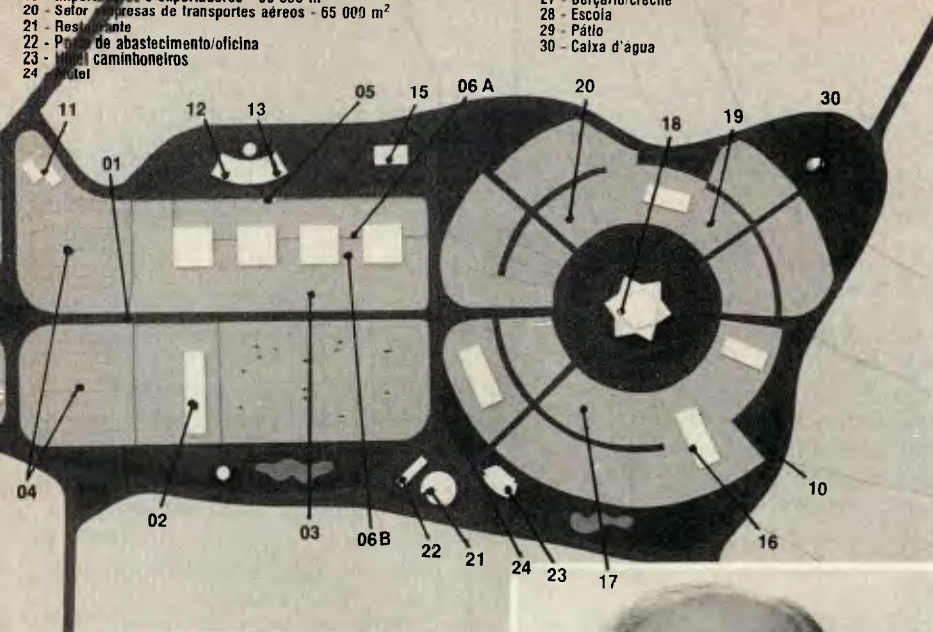 20 - Setor empresas de transportes aéreos - 65 000 m²
21 - Restaurante
22 - Posto de abastecimento/oficina
23 - Hotel caminhoneiros
24 - Motel
28 - Escola
29 - Pátio
30 - Caixa d'água
11
12
13
05
15
06 A
20
18
19
30
01
04
02
03
06B
22
21
24
23
17
16
10